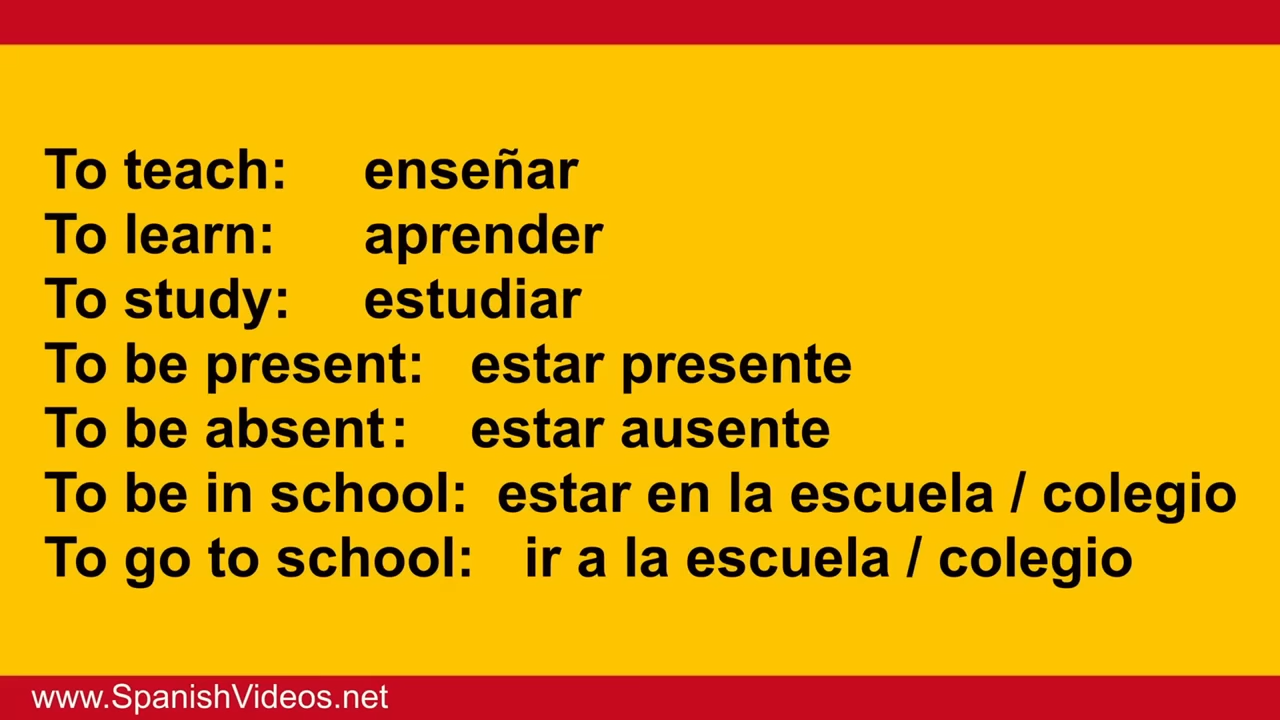 To teach: enseñar
To learn: aprender
To study: estudiar
To be present: estar presente
To be absent: estar ausente
To be in school: estar en la escuela / colegio
To go to school: ir a la escuela / colegio
www.SpanishVideos.net